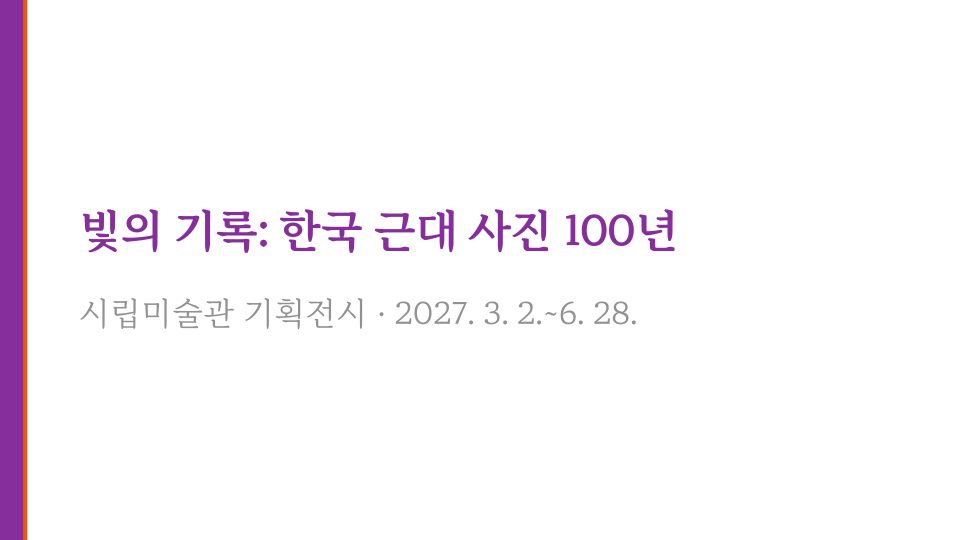 빛의 기록: 한국 근대 사진 100년
시립미술관 기획전시 · 2027. 3. 2.~6. 28.